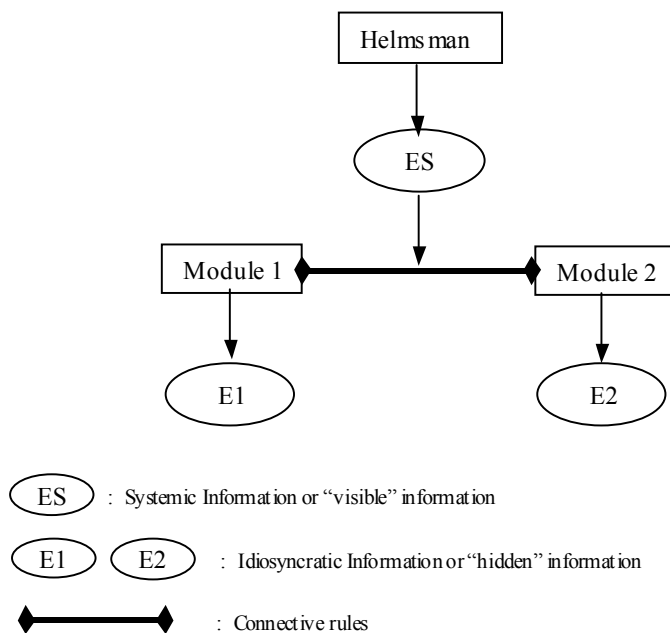 Helmsman
ES
Module 1
Module 2
E1
E2
ES : Systemic Information or “visible” information
E1 E2 : Idiosyncratic Information or “hidden” information
: Connective rules